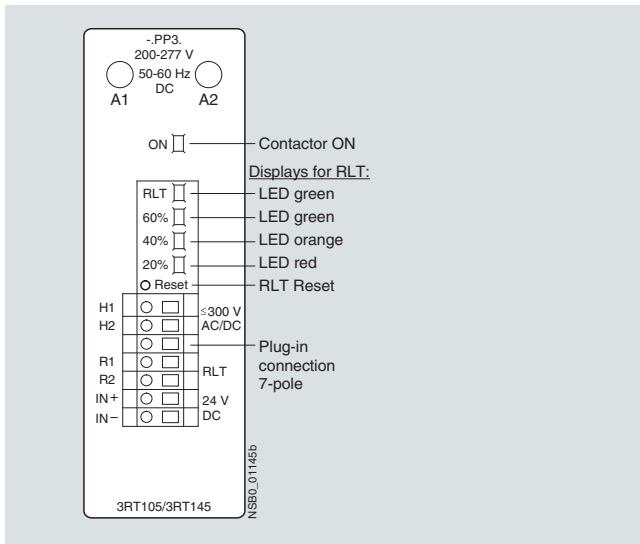 -.PP3.
200-277 V
50-60 Hz
DC
A1
A2
ON
Contactor ON
Displays for RLT:
RLT
LED green
60%
LED green
40%
LED orange
20%
LED red
Reset
RLT Reset
H1
≤300 V
H2
AC/DC
Plug-in
connection
7-pole
R1
RLT
R2
IN+
24 V
IN−
DC
NSB0_01145b
3RT105/3RT145